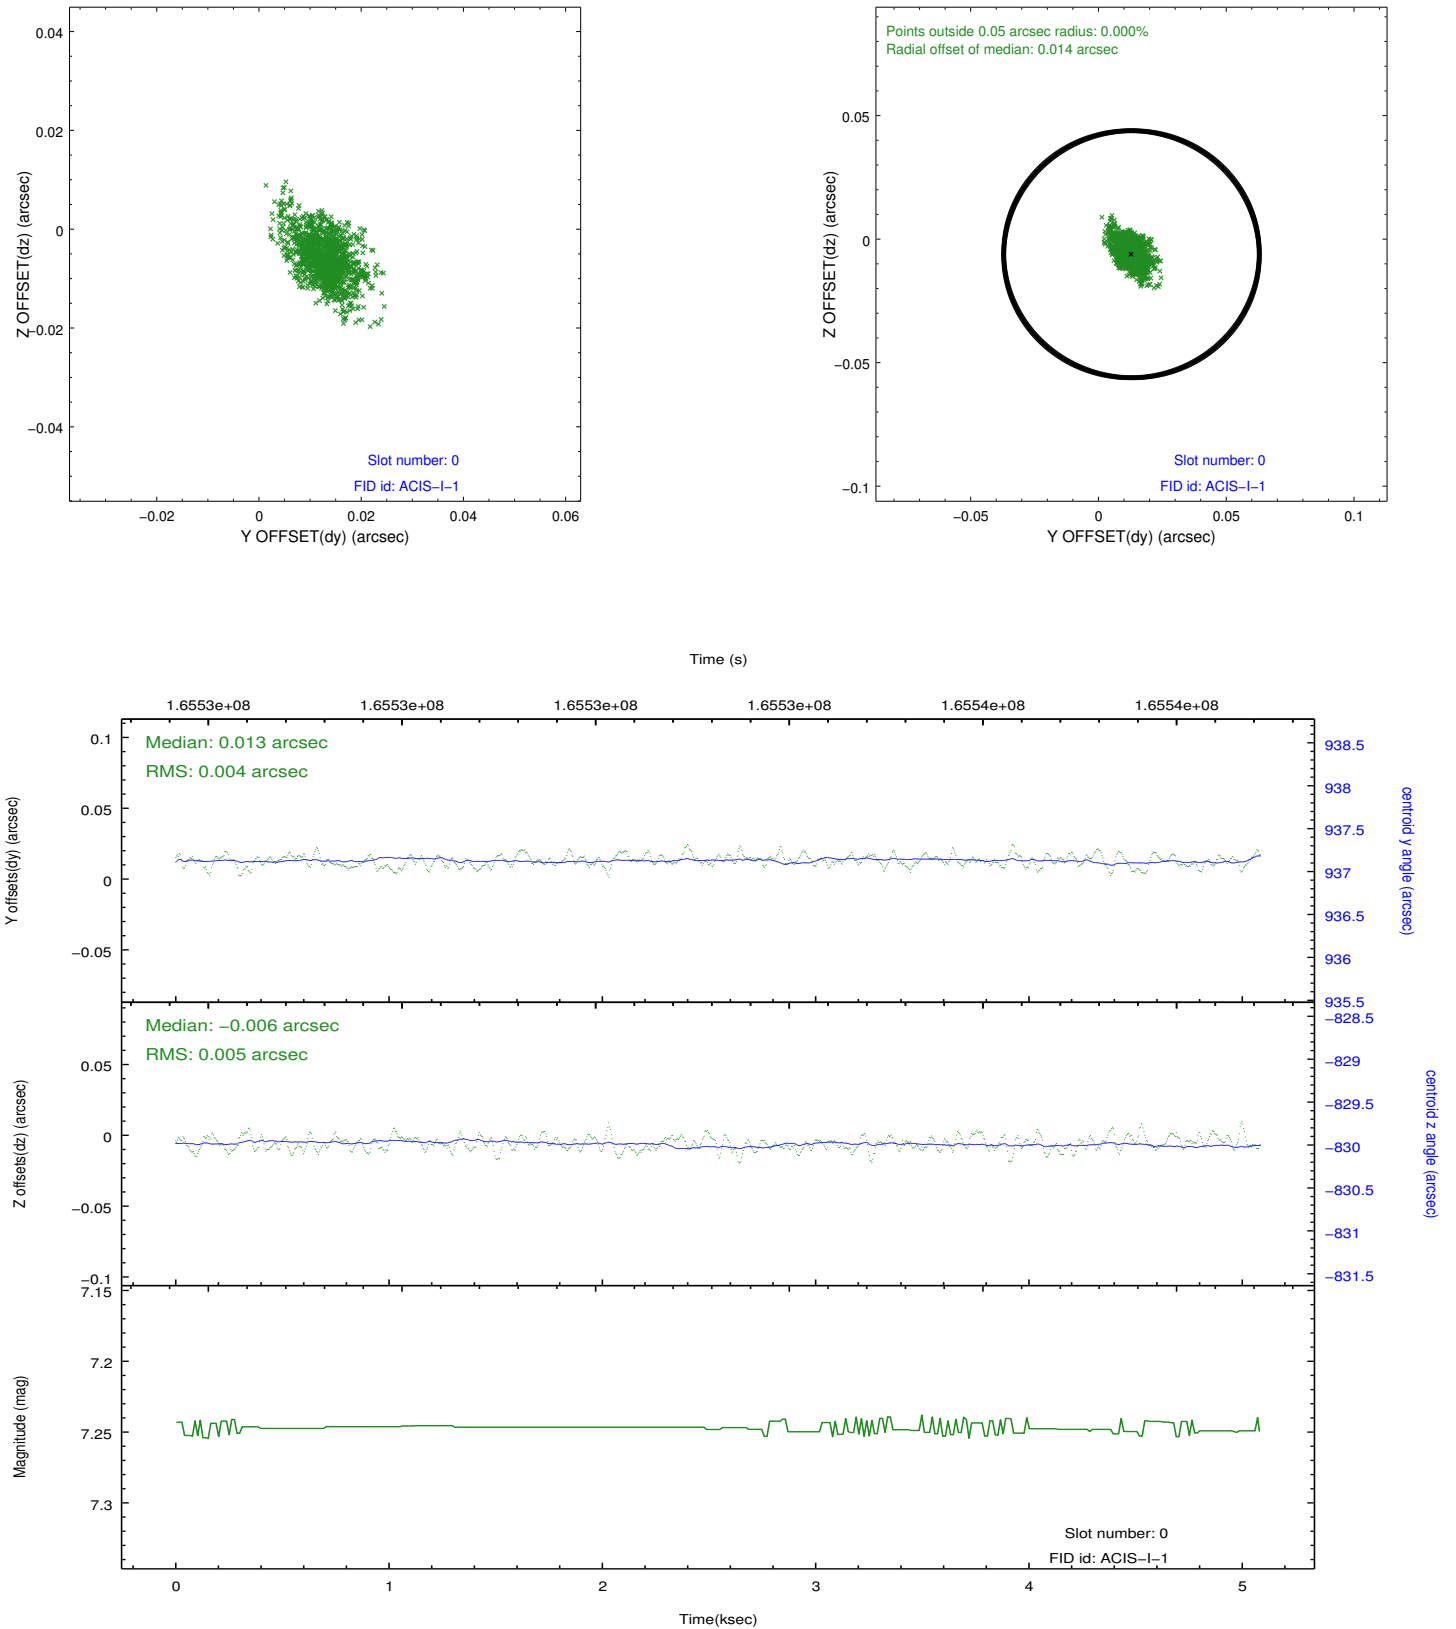 0.04
0.02
0
−0.02
−0.04
Z OFFSET(dz) (arcsec)
Slot number: 0
FID id: ACIS−I−1
−0.02 0 0.02 0.04 0.06
Y OFFSET(dy) (arcsec)
Points outside 0.05 arcsec radius: 0.000%
Radial offset of median: 0.014 arcsec
0.05
0
−0.05
−0.1
Z OFFSET(dz) (arcsec)
Slot number: 0
FID id: ACIS−I−1
−0.05 0 0.05 0.1
Y OFFSET(dy) (arcsec)
Time (s)
1.6553e+08 1.6553e+08 1.6553e+08 1.6553e+08 1.6554e+08 1.6554e+08
Median: 0.013 arcsec
RMS: 0.004 arcsec
0.1
0.05
0
−0.05
Y offsets(dy) (arcsec)
938.5
938
937.5
937
936.5
936
935.5
centroid y angle (arcsec)
Median: −0.006 arcsec
RMS: 0.005 arcsec
0.05
0
−0.05
−0.1
Z offsets(dz) (arcsec)
−828.5
−829
−829.5
−830
−830.5
−831
−831.5
centroid z angle (arcsec)
7.15
7.2
7.25
7.3
Magnitude (mag)
Slot number: 0
FID id: ACIS−I−1
0 1 2 3 4 5
Time(ksec)